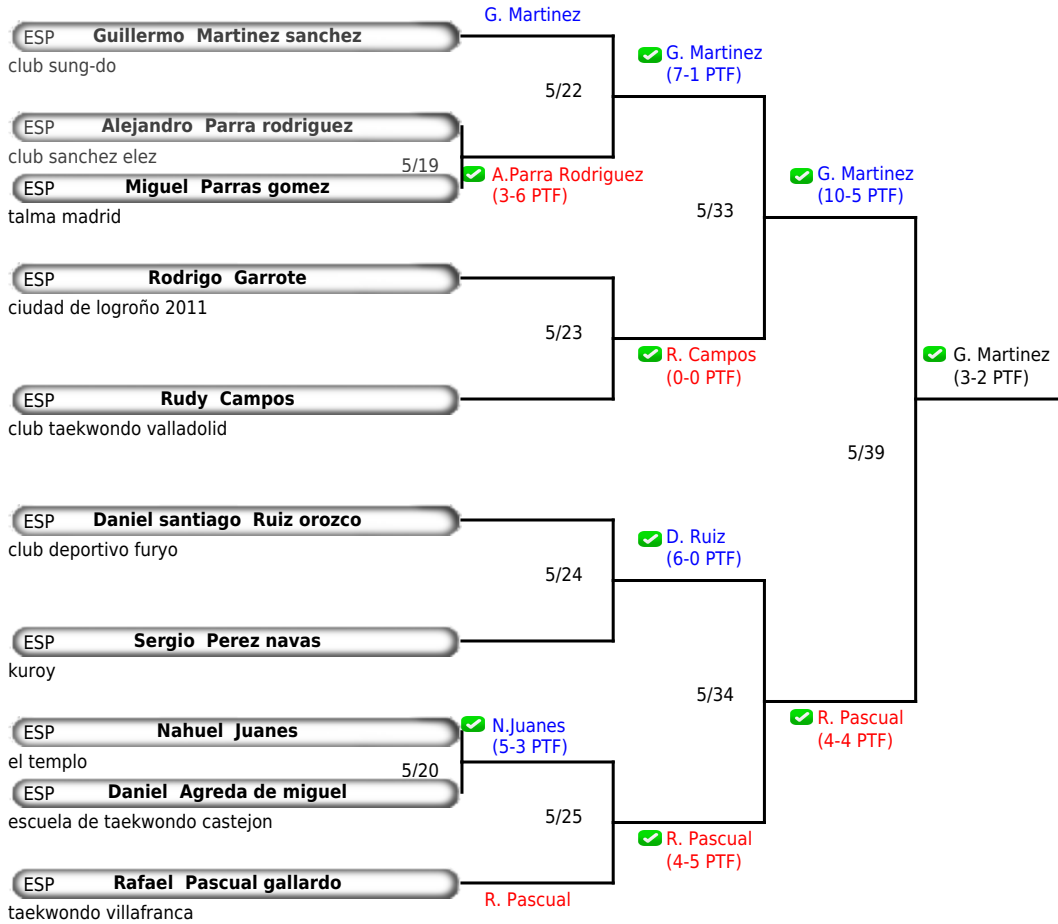 G. Martinez
ESP Guillermo Martinez sanchez
club sung-do
G. Martinez
(7-1 PTF)
5/22
ESP Alejandro Parra rodriguez
club sanchez elez
5/19
A.Parra Rodriguez
(3-6 PTF)
ESP Miguel Parras gomez
talma madrid
G. Martinez
(10-5 PTF)
5/33
ESP Rodrigo Garrote
ciudad de logroño 2011
5/23
R. Campos
(0-0 PTF)
G. Martinez
(3-2 PTF)
ESP Rudy Campos
club taekwondo valladolid
5/39
ESP Daniel santiago Ruiz orozco
club deportivo furyo
D. Ruiz
(6-0 PTF)
5/24
ESP Sergio Perez navas
kuroy
5/34
R. Pascual
(4-4 PTF)
ESP Nahuel Juanes
el templo
N.Juanes
(5-3 PTF)
5/20
ESP Daniel Agreda de miguel
escuela de taekwondo castejon
5/25
R. Pascual
(4-5 PTF)
ESP Rafael Pascual gallardo
R. Pascual
taekwondo villafranca